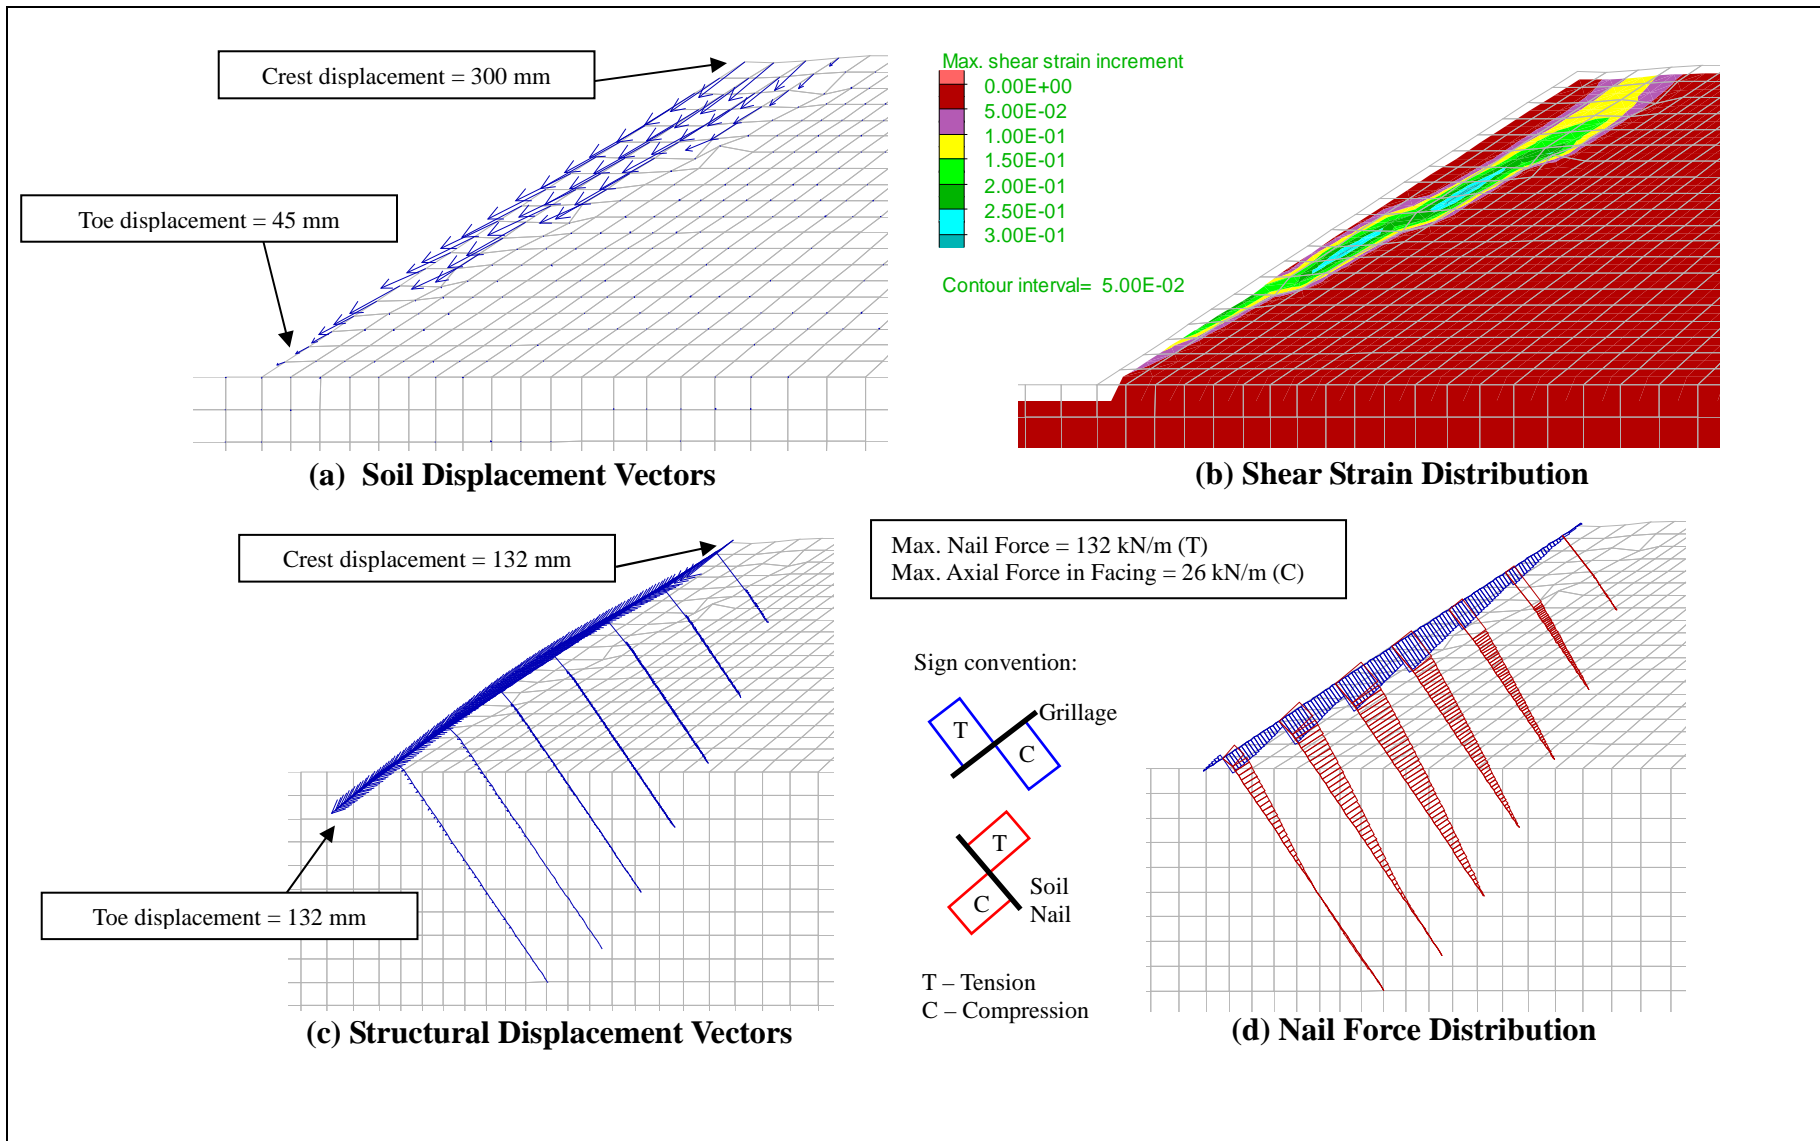 Crest displacement = 300 mm
Toe displacement = 45 mm
(a) Soil Displacement Vectors
Max. shear strain increment
0.00E+00
5.00E-02
1.00E-01
1.50E-01
2.00E-01
2.50E-01
3.00E-01
Contour interval= 5.00E-02
(b) Shear Strain Distribution
Crest displacement = 132 mm
Toe displacement = 132 mm
(c) Structural Displacement Vectors
Max. Nail Force = 132 kN/m (T)
Max. Axial Force in Facing = 26 kN/m (C)
Sign convention:
T
Grillage
C
T
C
Soil
Nail
T – Tension
C – Compression
(d) Nail Force Distribution